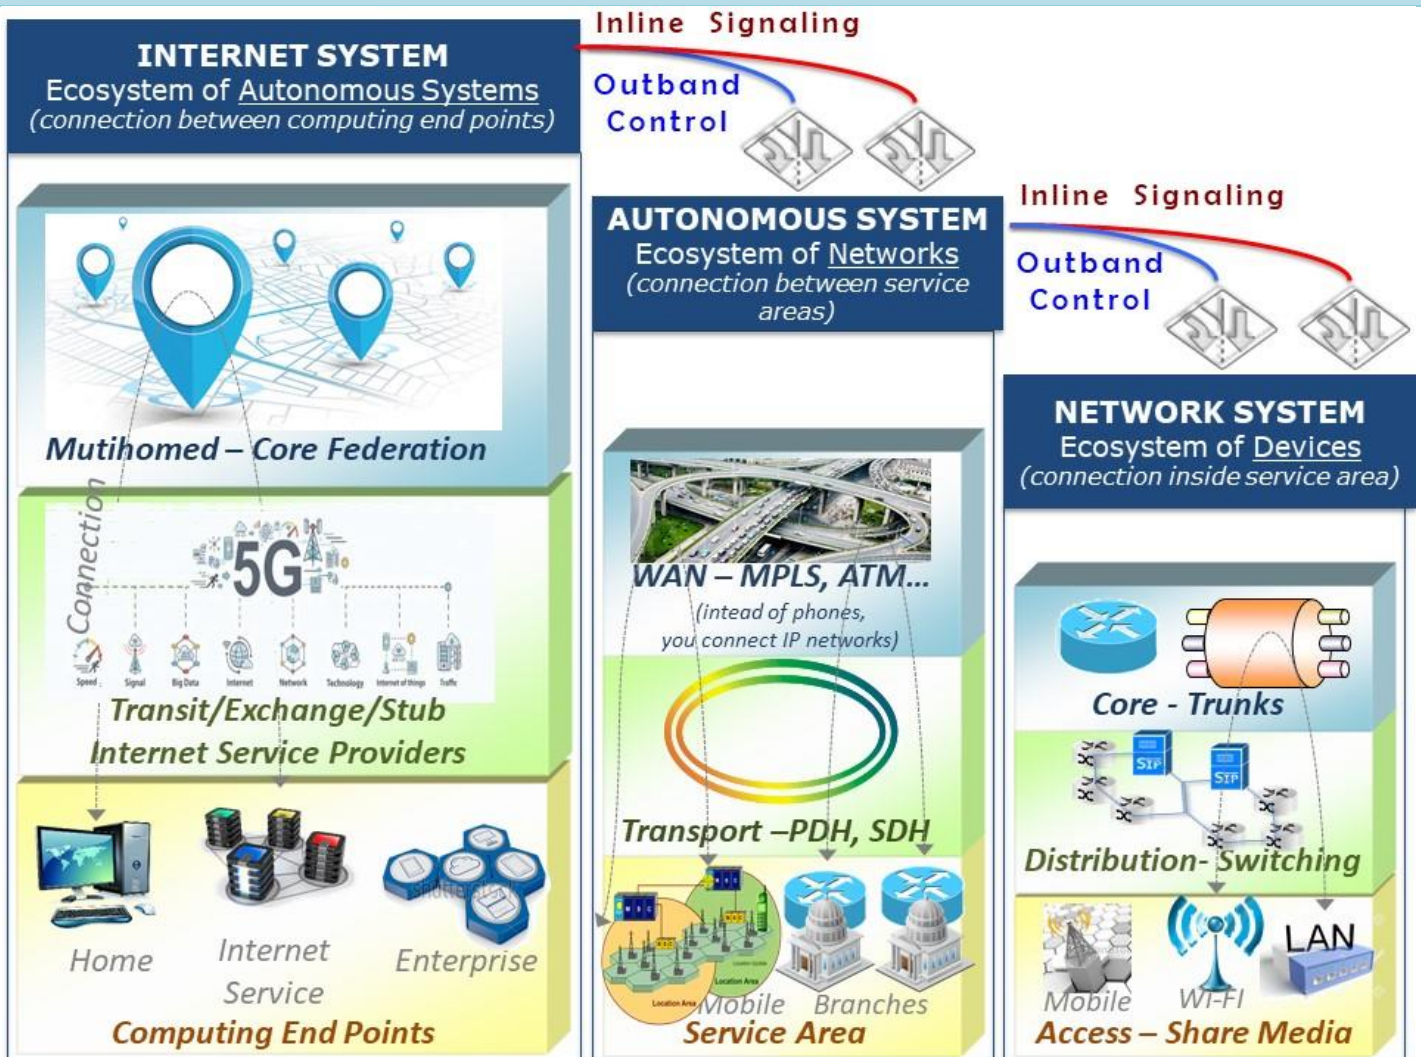 Inline Signaling
Outband
Control
INTERNET SYSTEM
Ecosystem of Autonomous Systems
(connection between computing end points)
Mutihomed – Core Federation
Connection
5G
Speed
Signal
Big Data
Internet
Network
Technology
Internet of things
Traffic
Transit/Exchange/Stub
Internet Service Providers
Home
Internet
Service
Enterprise
shutterstock
Computing End Points
Inline Signaling
Outband
Control
AUTONOMOUS SYSTEM
Ecosystem of Networks
(connection between service
areas)
WAN – MPLS, ATM...
(intead of phones,
you connect IP networks)
Transport –PDH, SDH
Location Area
Location Area
Mobile
Branches
Service Area
NETWORK SYSTEM
Ecosystem of Devices
(connection inside service area)
Core - Trunks
SIP
SIP
Distribution- Switching
LAN
Mobile
WI-FI
Access – Share Media